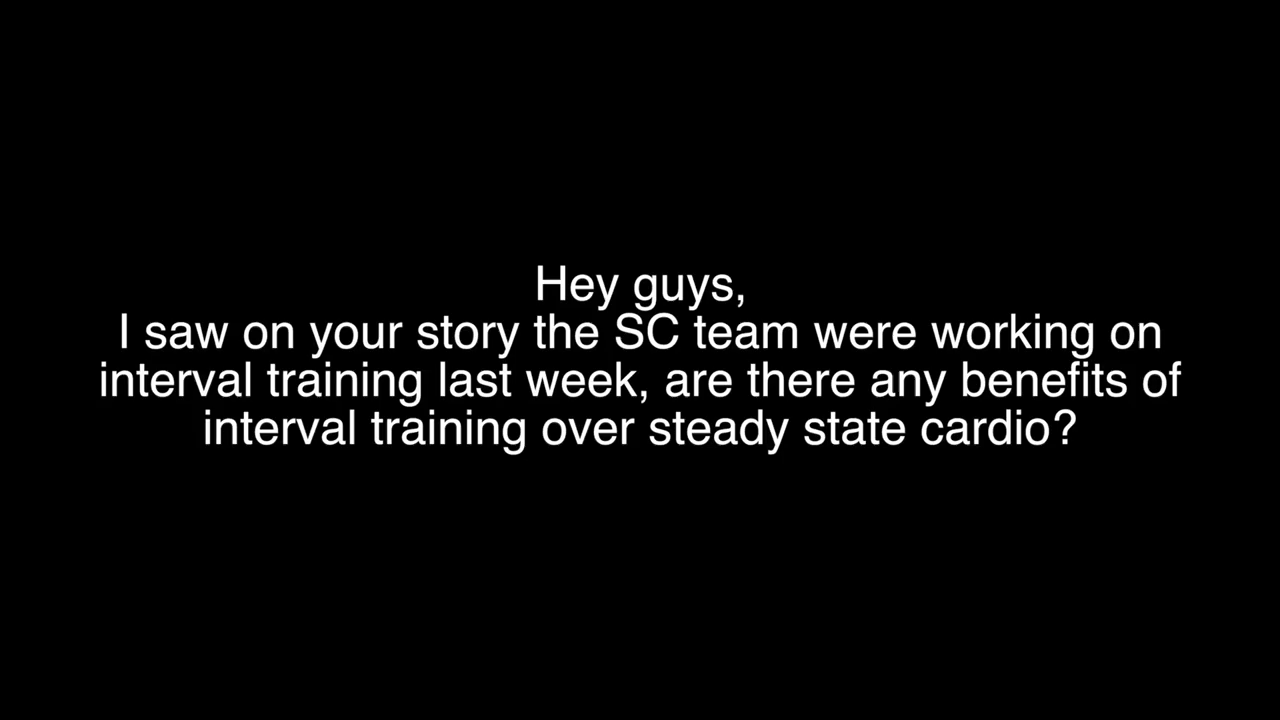 Hey guys,
I saw on your story the SC team were working on
interval training last week, are there any benefits of
interval training over steady state cardio?